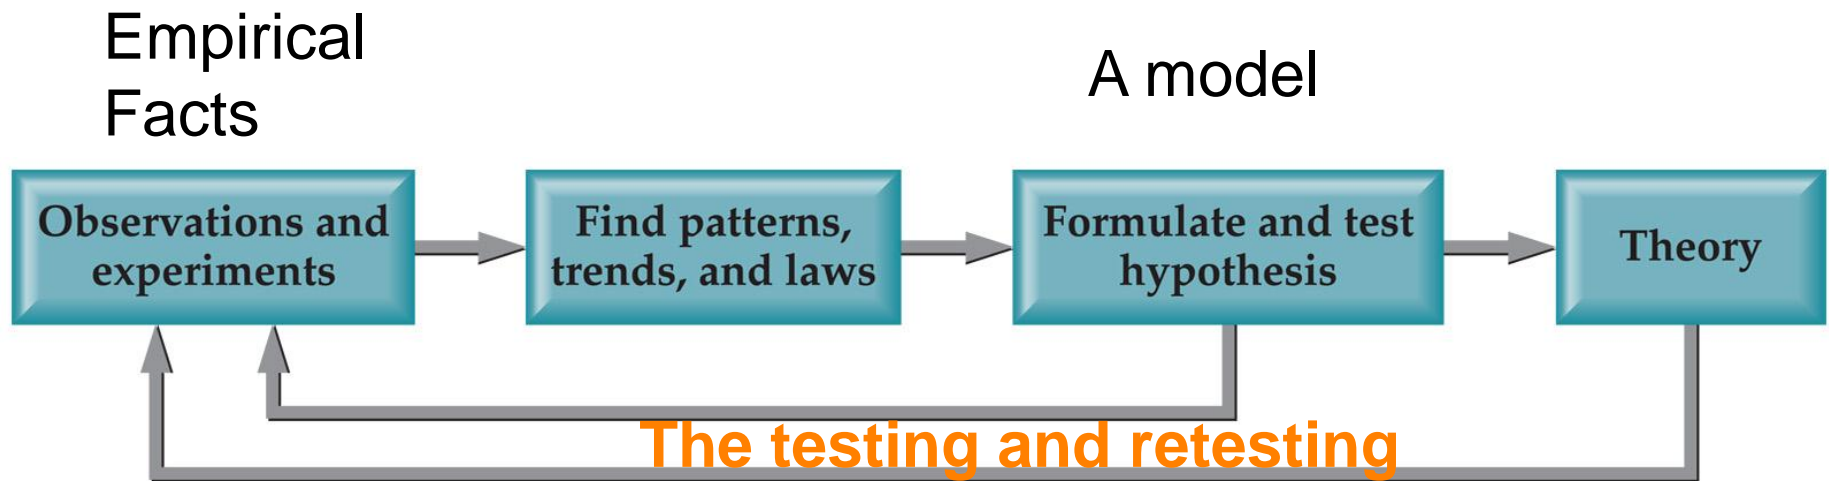 Empirical
Facts
A model
Observations and
experiments
Find patterns,
trends, and laws
Formulate and test
hypothesis
Theory
The testing and retesting